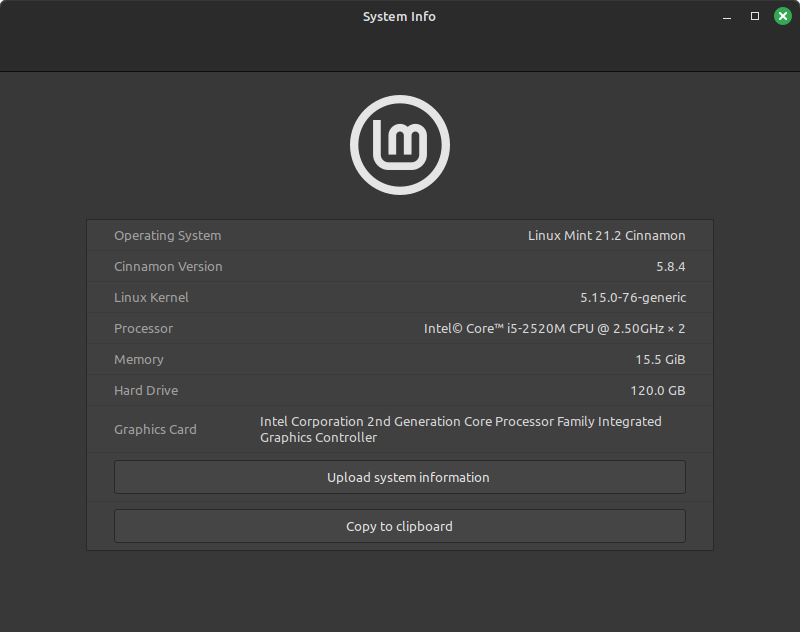 System Info
lm
Operating System Linux Mint 21.2 Cinnamon
Cinnamon Version 5.8.4
Linux Kernel 5.15.0-76-generic
Processor Intel© Core™ i5-2520M CPU @ 2.50GHz × 2
Memory 15.5 GiB
Hard Drive 120.0 GB
Graphics Card Intel Corporation 2nd Generation Core Processor Family Integrated
Graphics Controller
Upload system information
Copy to clipboard